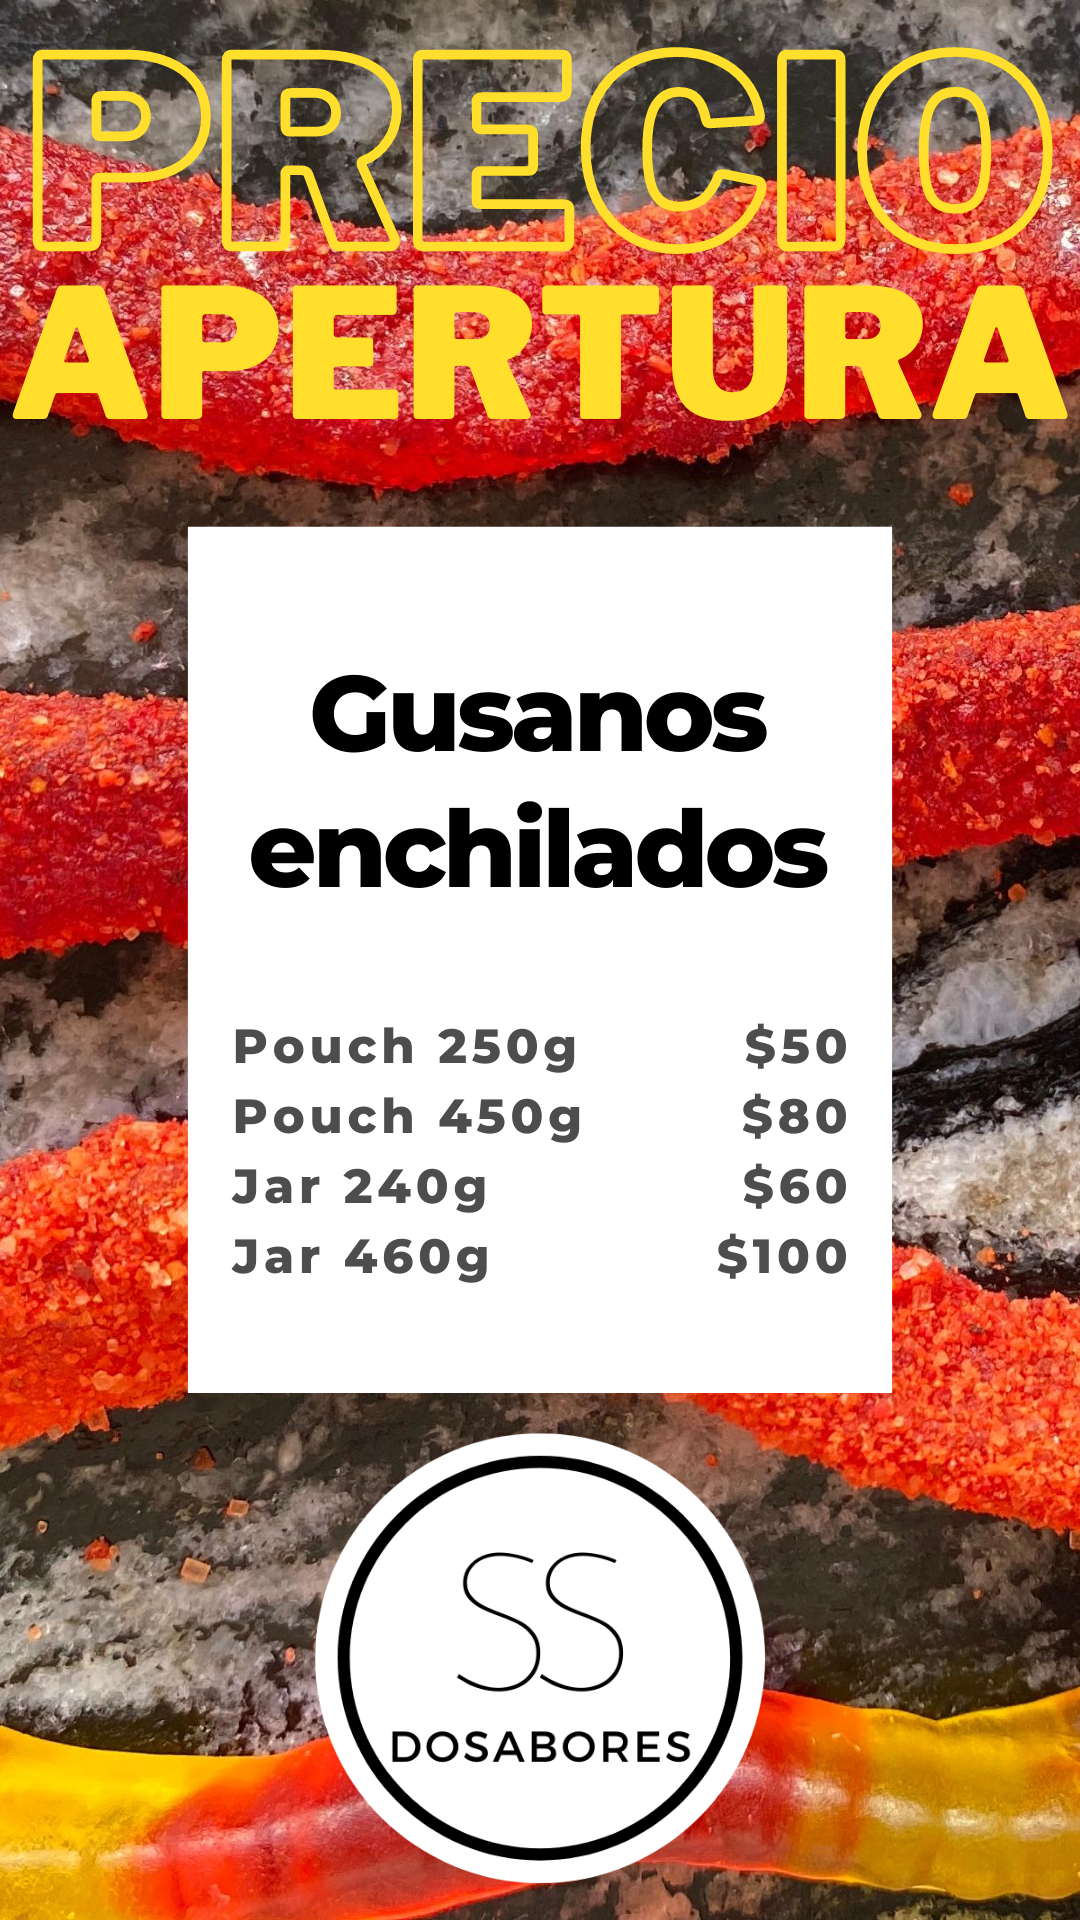 PRECIO
APERTURA
Gusanos
enchilados
Pouch 250g $50
Pouch 450g $80
Jar 240g $60
Jar 460g $100
SS
DOSABORES